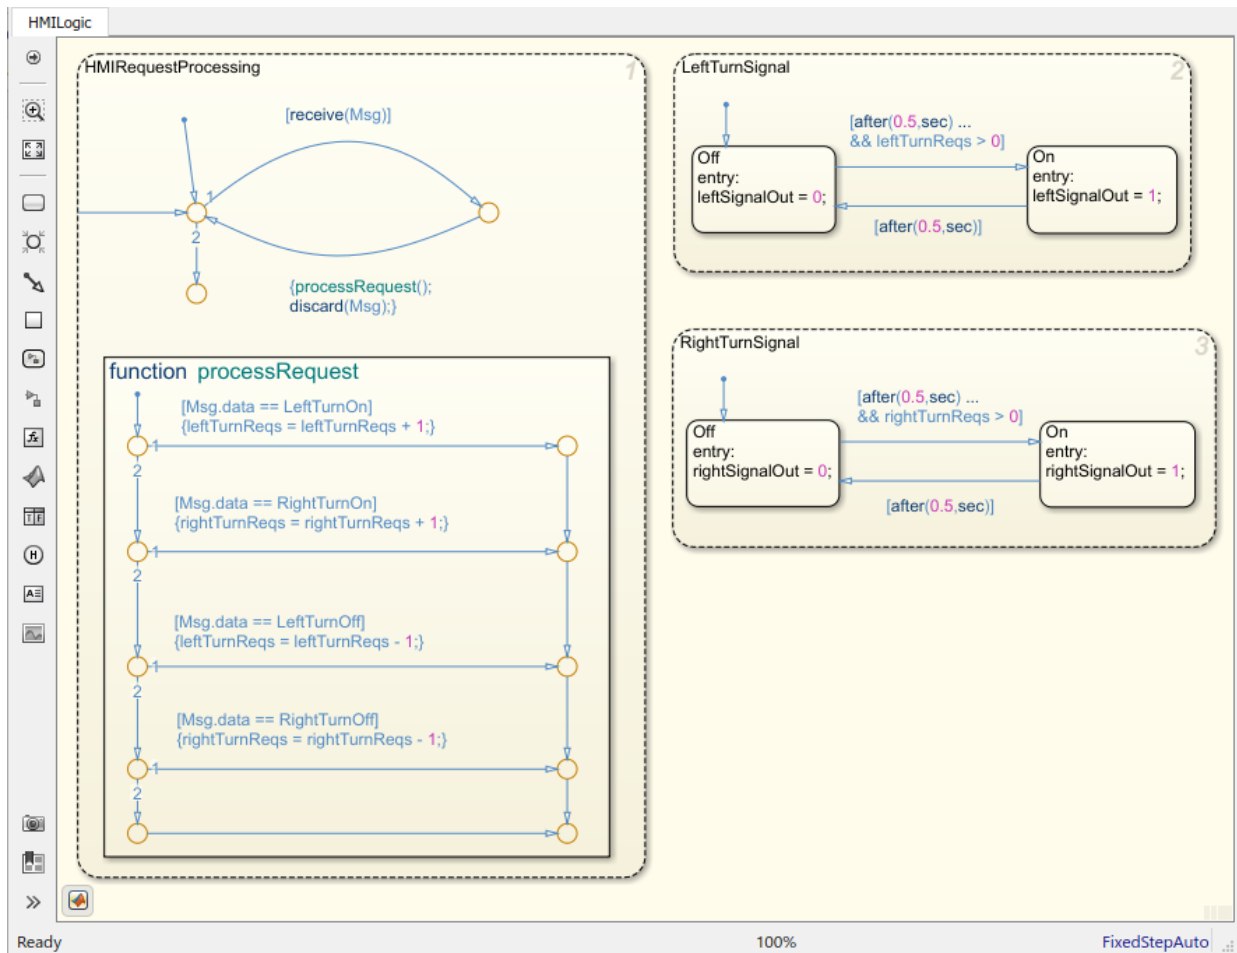 HMILogic
HMIRequestProcessing
1
[receive(Msg)]
1
2
{processRequest();
discard(Msg);}
function processRequest
[Msg.data == LeftTurnOn]
{leftTurnReqs = leftTurnReqs + 1;}
1
2
[Msg.data == RightTurnOn]
{rightTurnReqs = rightTurnReqs + 1;}
1
2
[Msg.data == LeftTurnOff]
{leftTurnReqs = leftTurnReqs - 1;}
1
2
[Msg.data == RightTurnOff]
{rightTurnReqs = rightTurnReqs - 1;}
1
2
LeftTurnSignal
2
[after(0.5,sec) ...
&& leftTurnReqs > 0]
Off
entry:
leftSignalOut = 0;
On
entry:
leftSignalOut = 1;
[after(0.5,sec)]
RightTurnSignal
3
[after(0.5,sec) ...
&& rightTurnReqs > 0]
Off
entry:
rightSignalOut = 0;
On
entry:
rightSignalOut = 1;
[after(0.5,sec)]
Ready
100%
FixedStepAuto